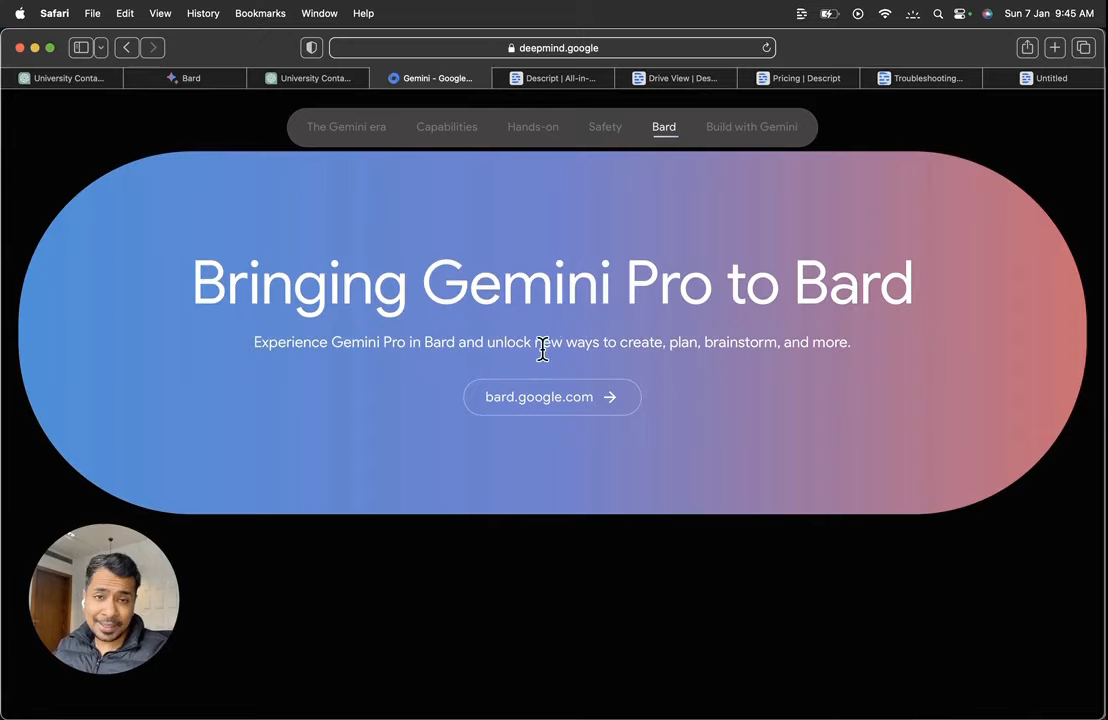 Safari File Edit View History Bookmarks Window Help Sun 7 Jan 9:45 AM
deepmind.google
University Conta... Bard University Conta... Gemini - Google... Descript | All-in-... Drive View | Des... Pricing | Descript Troubleshooting... Untitled
The Gemini era Capabilities Hands-on Safety Bard Build with Gemini
Bringing Gemini Pro to Bard
Experience Gemini Pro in Bard and unlock new ways to create, plan, brainstorm, and more.
bard.google.com →